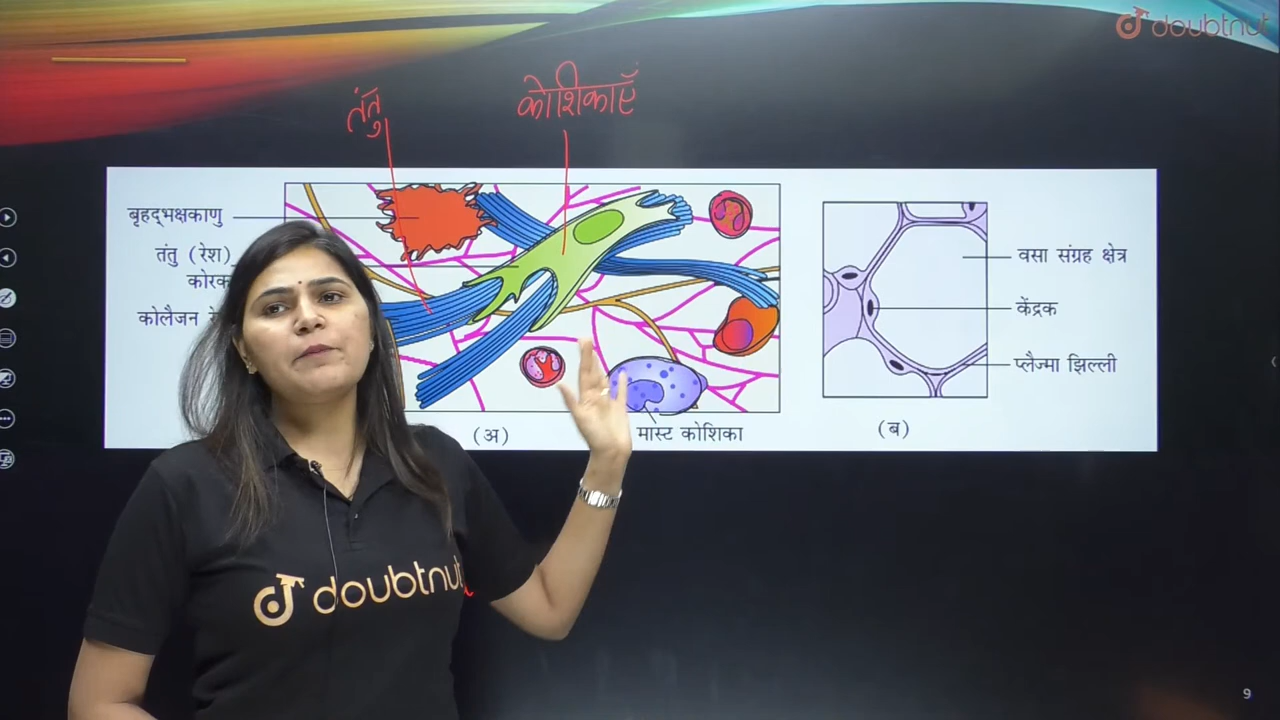 doubtnut
तंतु
कोशिकाएँ
बृहद्भक्षकाणु
तंतु (रेश)
कोरक
कोलैजन
वसा संग्रह क्षेत्र
केंद्रक
प्लैज्मा झिल्ली
(अ)
मास्ट कोशिका
(ब)
doubtnut
9